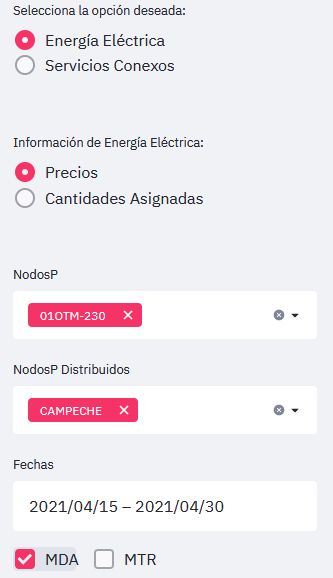 Selecciona la opción deseada:
Energía Eléctrica
Servicios Conexos
Información de Energía Eléctrica:
Precios
Cantidades Asignadas
NodosP
01OTM-230
NodosP Distribuidos
CAMPECHE
Fechas
2021/04/15 – 2021/04/30
MDA MTR